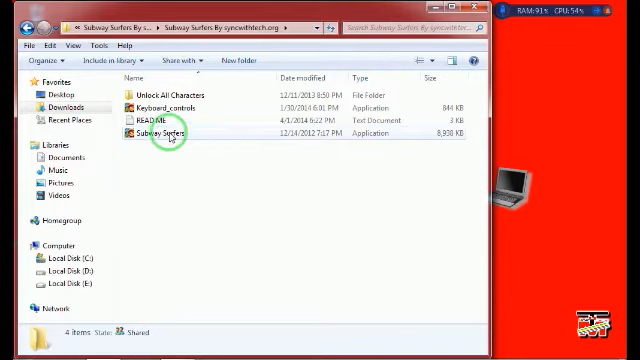 RAM:91% CPU:54%
Subway Surfers By s... Subway Surfers By syncwithtech.org
Search Subway Surfers By syncwithtech.org
File Edit View Tools Help
Organize Include in library Share with New folder
Name Date modified Type Size
Favorites
Desktop
Downloads
Recent Places
Libraries
Documents
Music
Pictures
Videos
Homegroup
Computer
Local Disk (C:)
Local Disk (D:)
Local Disk (E:)
Network
Unlock All Characters 12/11/2013 8:50 PM File Folder
Keyboard_controls 1/30/2014 6:01 PM Application 844 KB
READ ME 4/1/2014 6:22 PM Text Document 3 KB
Subway Surfers 12/14/2012 7:17 PM Application 8,938 KB
4 items State: Shared